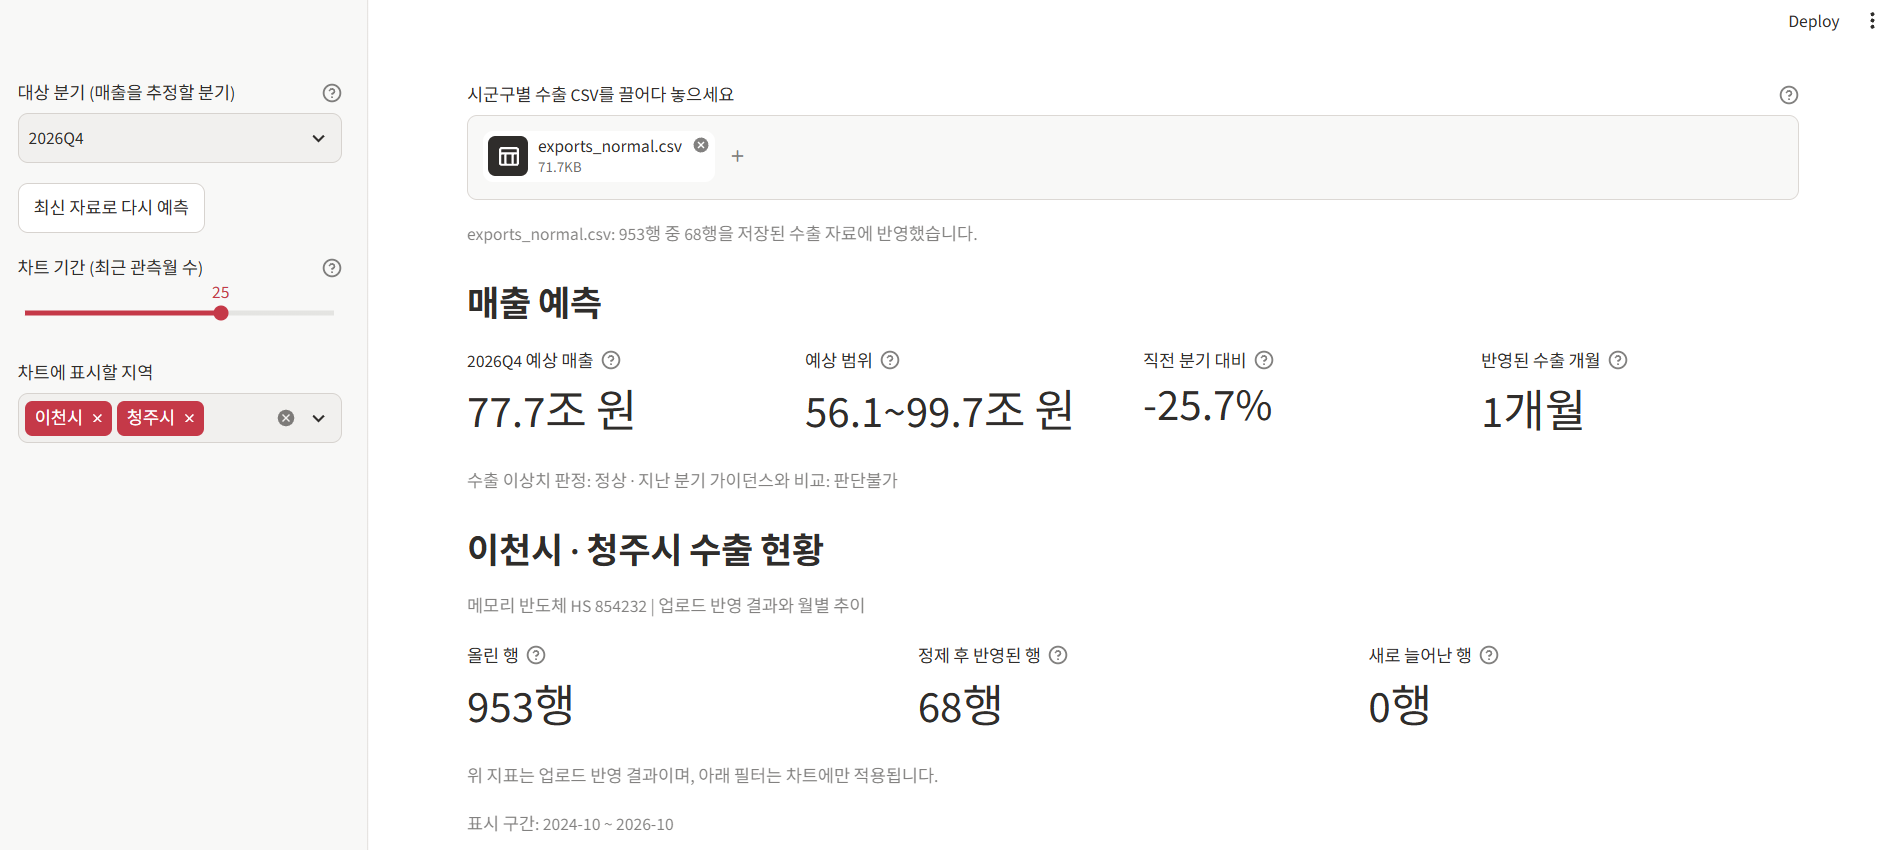 Deploy
대상 분기 (매출을 추정할 분기)
2026Q4
최신 자료로 다시 예측
차트 기간 (최근 관측월 수)
25
차트에 표시할 지역
이천시
청주시
시군구별 수출 CSV를 끌어다 놓으세요
exports_normal.csv
71.7KB
exports_normal.csv: 953행 중 68행을 저장된 수출 자료에 반영했습니다.
매출 예측
2026Q4 예상 매출
77.7조 원
예상 범위
56.1~99.7조 원
직전 분기 대비
-25.7%
반영된 수출 개월
1개월
수출 이상치 판정: 정상 · 지난 분기 가이던스와 비교: 판단불가
이천시 · 청주시 수출 현황
메모리 반도체 HS 854232 | 업로드 반영 결과와 월별 추이
올린 행
953행
정제 후 반영된 행
68행
새로 늘어난 행
0행
위 지표는 업로드 반영 결과이며, 아래 필터는 차트에만 적용됩니다.
표시 구간: 2024-10 ~ 2026-10